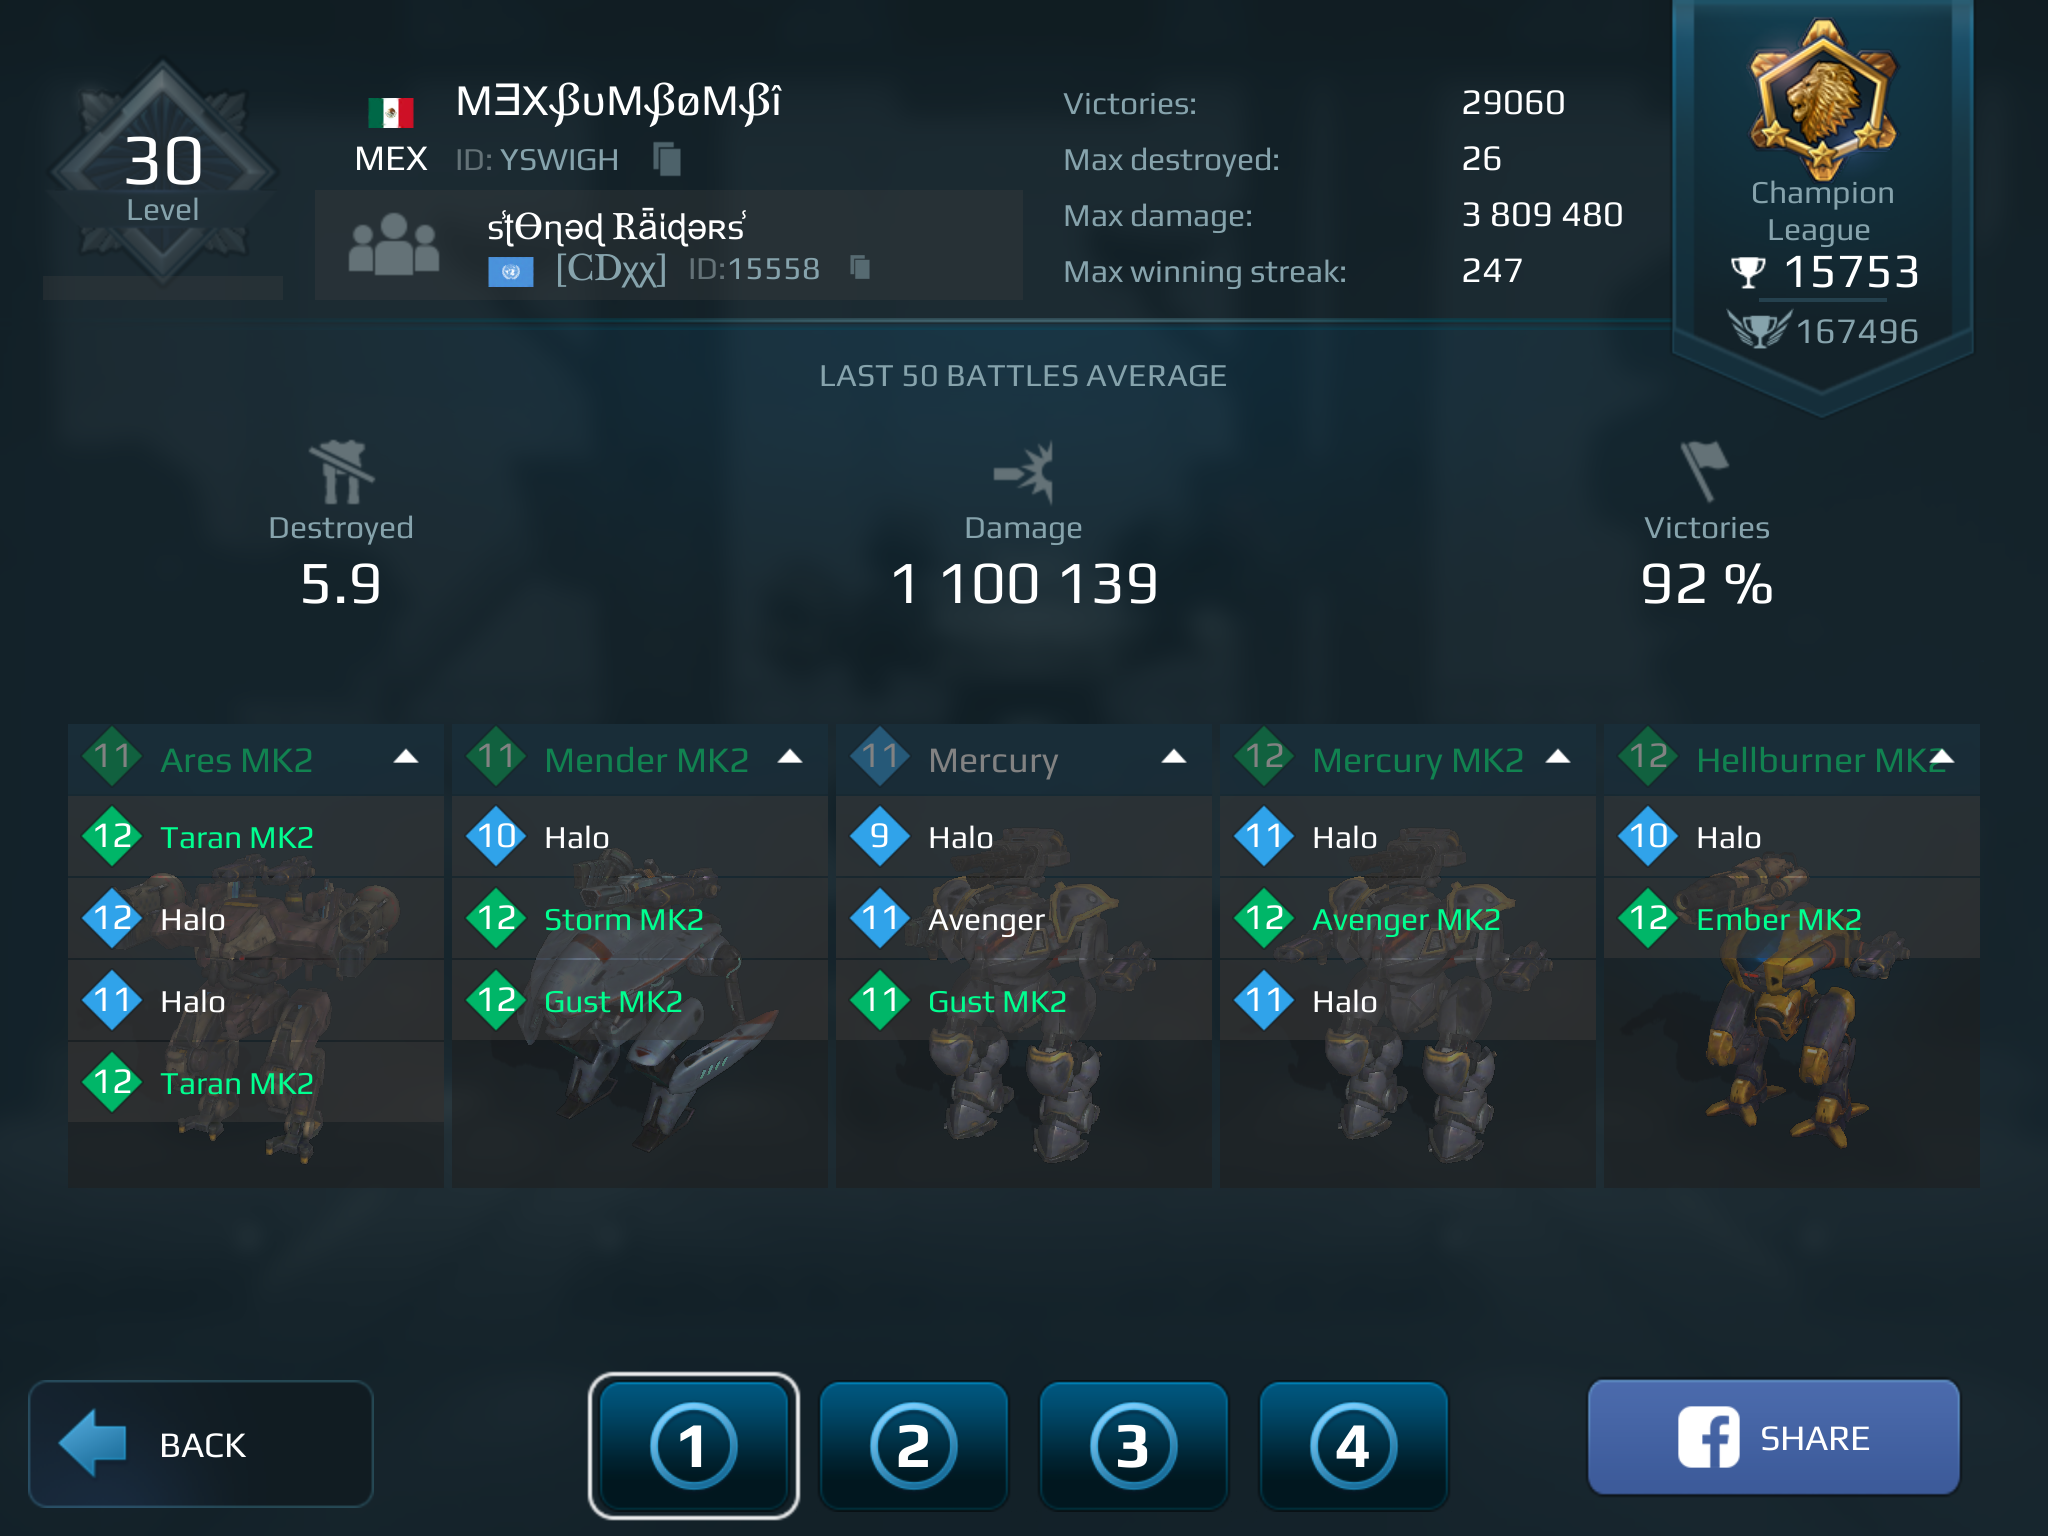 30
Level
MƎXꞵυMꞵøMꞵî
MEX ID: YSWIGH
[CDχχ] ID:15558
Victories: 29060
Max destroyed: 26
Max damage: 3 809 480
Max winning streak: 247
Champion
League
15753
167496
LAST 50 BATTLES AVERAGE
Destroyed
5.9
Damage
1 100 139
Victories
92 %
11 Ares MK2
12 Taran MK2
12 Halo
11 Halo
12 Taran MK2
11 Mender MK2
10 Halo
12 Storm MK2
12 Gust MK2
11 Mercury
9 Halo
11 Avenger
11 Gust MK2
12 Mercury MK2
11 Halo
12 Avenger MK2
11 Halo
12 Hellburner MK2
10 Halo
12 Ember MK2
BACK
1
2
3
4
SHARE